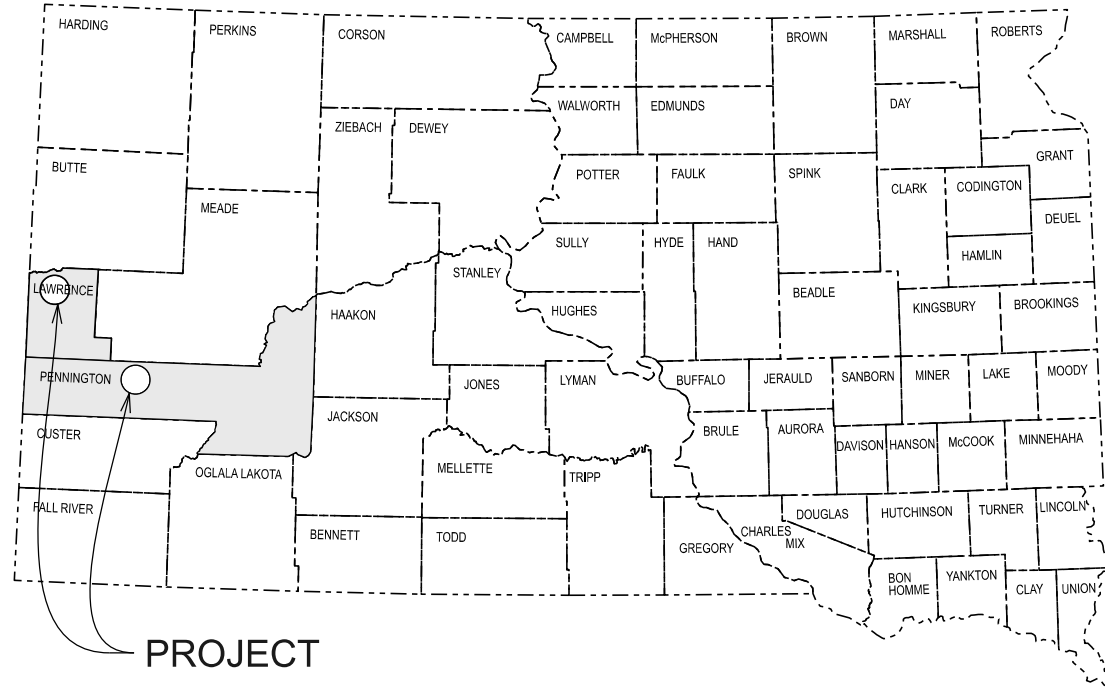 HARDING
PERKINS
CORSON
CAMPBELL
McPHERSON
BROWN
MARSHALL
ROBERTS
WALWORTH
EDMUNDS
DAY
ZIEBACH
DEWEY
GRANT
BUTTE
POTTER
FAULK
SPINK
CLARK
CODINGTON
MEADE
DEUEL
SULLY
HYDE
HAND
HAMLIN
STANLEY
LAWRENCE
BEADLE
KINGSBURY
BROOKINGS
HAAKON
HUGHES
PENNINGTON
JONES
LYMAN
BUFFALO
JERAULD
SANBORN
MINER
LAKE
MOODY
JACKSON
CUSTER
BRULE
AURORA
DAVISON
HANSON
McCOOK
MINNEHAHA
OGLALA LAKOTA
MELLETTE
TRIPP
FALL RIVER
DOUGLAS
HUTCHINSON
TURNER
LINCOLN
BENNETT
TODD
GREGORY
CHARLES
MIX
BON
HOMME
YANKTON
CLAY
UNION
PROJECT